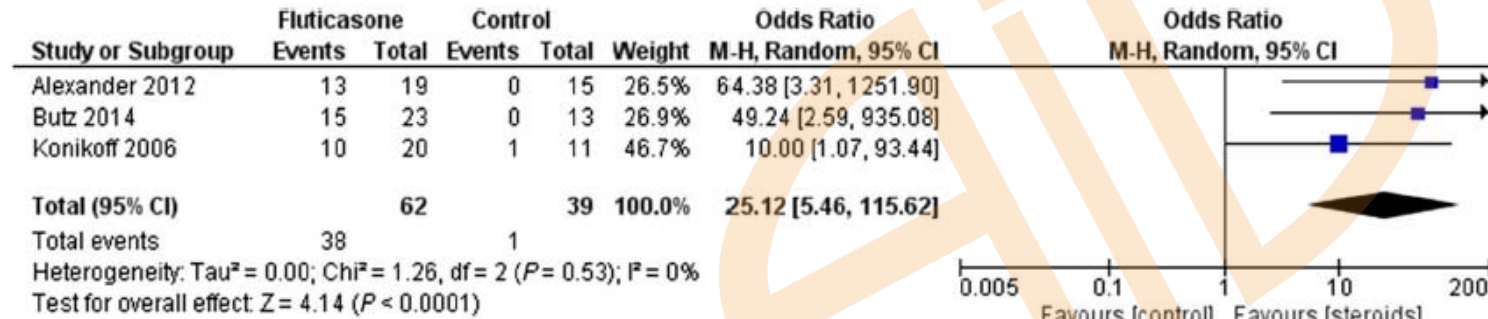 Fluticasone Control Odds Ratio Odds Ratio
Study or Subgroup Events Total Events Total Weight M-H, Random, 95% CI M-H, Random, 95% CI
Alexander 2012 13 19 0 15 26.5% 64.38 [3.31, 1251.90]
Butz 2014 15 23 0 13 26.9% 49.24 [2.59, 935.08]
Konikoff 2006 10 20 1 11 46.7% 10.00 [1.07, 93.44]
Total (95% CI) 62 39 100.0% 25.12 [5.46, 115.62]
Total events 38 1
Heterogeneity: Tau² = 0.00; Chi² = 1.26, df = 2 (P = 0.53); I² = 0%
Test for overall effect: Z = 4.14 (P < 0.0001)
0.005 0.1 1 10 200
Favours [control] Favours [steroids]